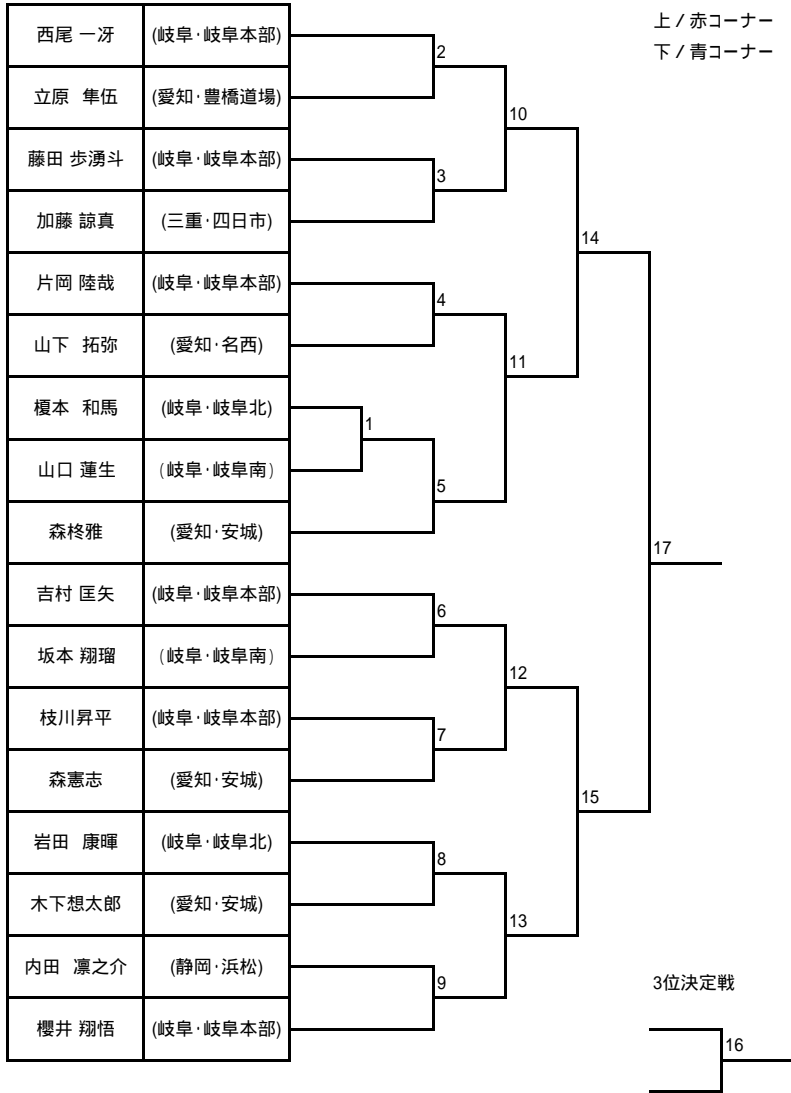 上 / 赤コーナー
下 / 青コーナー
西尾 一冴 (岐阜・岐阜本部)
2
立原 隼伍 (愛知・豊橋道場)
10
藤田 歩湧斗 (岐阜・岐阜本部)
3
加藤 諒真 (三重・四日市)
14
片岡 陸哉 (岐阜・岐阜本部)
4
山下 拓弥 (愛知・名西)
11
榎本 和馬 (岐阜・岐阜北)
1
山口 蓮生 (岐阜・岐阜南)
5
森柊雅 (愛知・安城)
17
吉村 匡矢 (岐阜・岐阜本部)
6
坂本 翔瑠 (岐阜・岐阜南)
12
枝川昇平 (岐阜・岐阜本部)
7
森憲志 (愛知・安城)
15
岩田 康暉 (岐阜・岐阜北)
8
木下想太郎 (愛知・安城)
13
内田 凛之介 (静岡・浜松)
9
3位決定戦
櫻井 翔悟 (岐阜・岐阜本部)
16